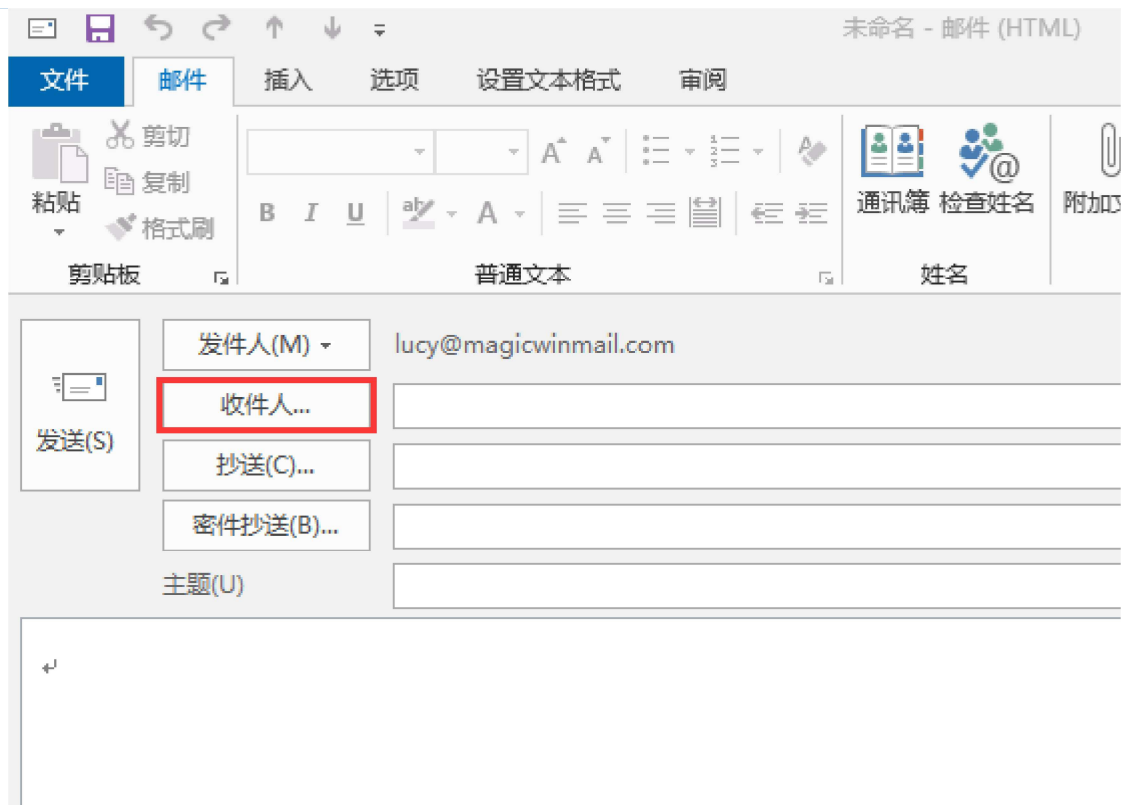 未命名 - 邮件 (HTML)
文件 邮件 插入 选项 设置文本格式 审阅
剪切
复制
格式刷
粘贴
剪贴板
B I U
普通文本
通讯簿 检查姓名
姓名
附加
发送(S)
发件人(M) lucy@magicwinmail.com
收件人...
抄送(C)...
密件抄送(B)...
主题(U)